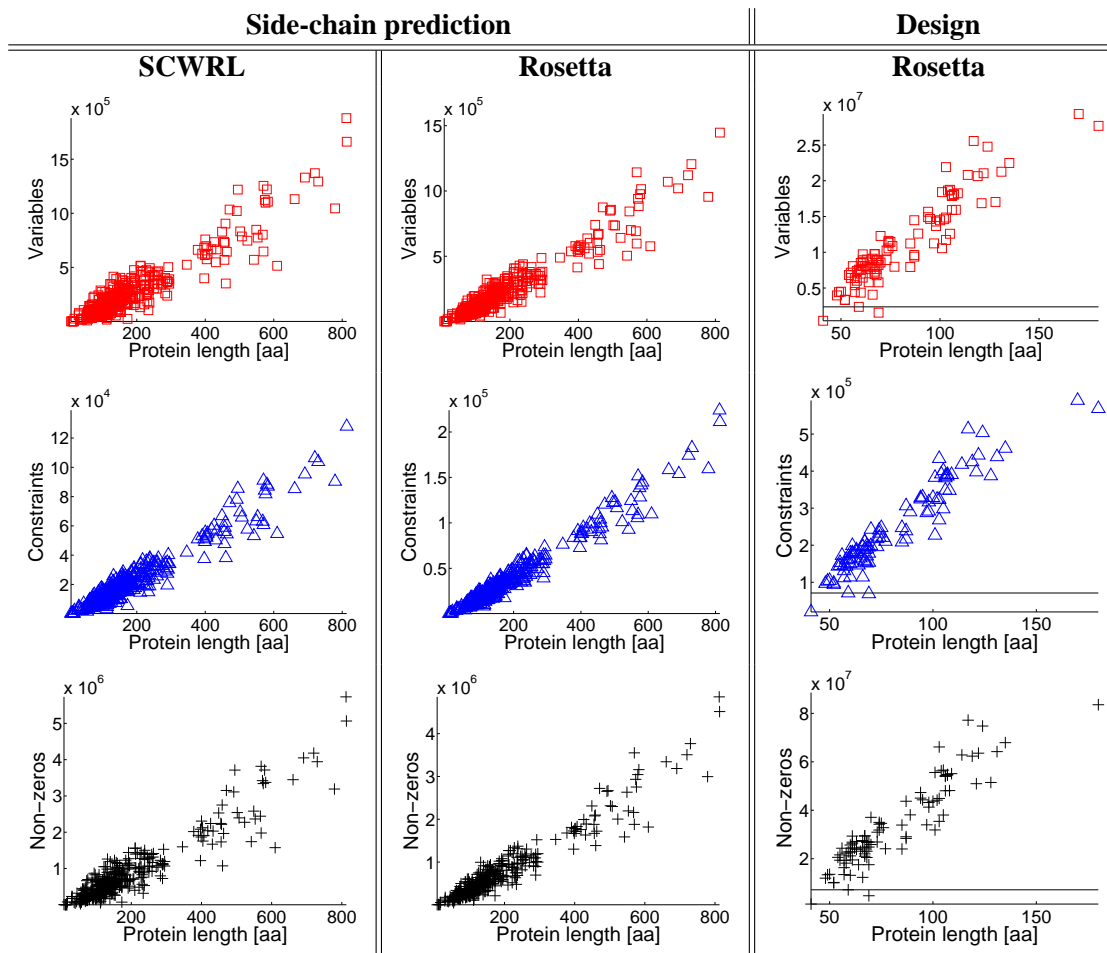 Side-chain prediction
Design
SCWRL
Rosetta
Rosetta
x 10^5
15
10
5
Variables
200 400 600 800
Protein length [aa]
x 10^5
15
10
5
Variables
200 400 600 800
Protein length [aa]
x 10^7
2.5
2
1.5
1
0.5
Variables
50 100 150
Protein length [aa]
x 10^4
12
10
8
6
4
2
Constraints
200 400 600 800
Protein length [aa]
x 10^5
2
1.5
1
0.5
Constraints
200 400 600 800
Protein length [aa]
x 10^5
5
4
3
2
1
Constraints
50 100 150
Protein length [aa]
x 10^6
5
4
3
2
1
Non−zeros
200 400 600 800
Protein length [aa]
x 10^6
4
3
2
1
Non−zeros
200 400 600 800
Protein length [aa]
x 10^7
8
6
4
2
Non−zeros
50 100 150
Protein length [aa]